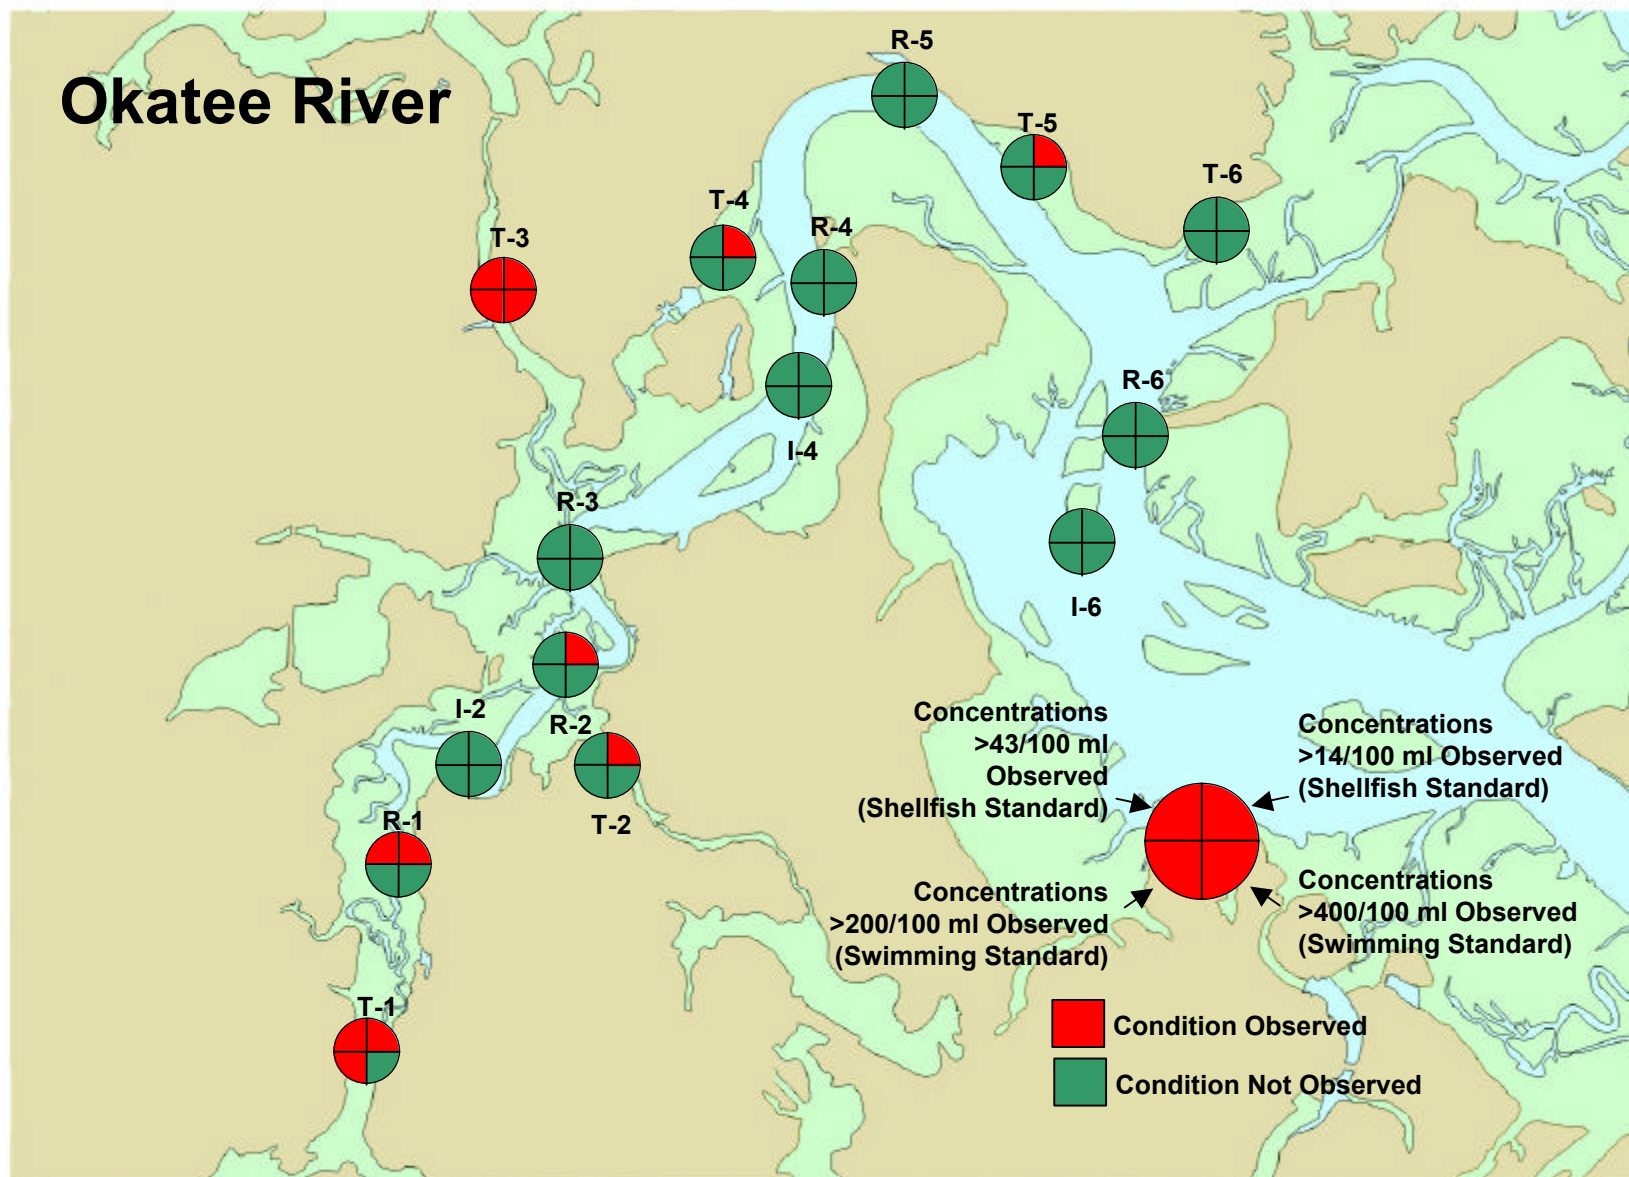 Okatee River
R-5
T-5
T-6
T-4
R-4
T-3
R-6
I-4
R-3
I-6
I-2
R-2
T-2
R-1
T-1
Concentrations
>43/100 ml
Observed
(Shellfish Standard)
Concentrations
>14/100 ml Observed
(Shellfish Standard)
Concentrations
>200/100 ml Observed
(Swimming Standard)
Concentrations
>400/100 ml Observed
(Swimming Standard)
Condition Observed
Condition Not Observed